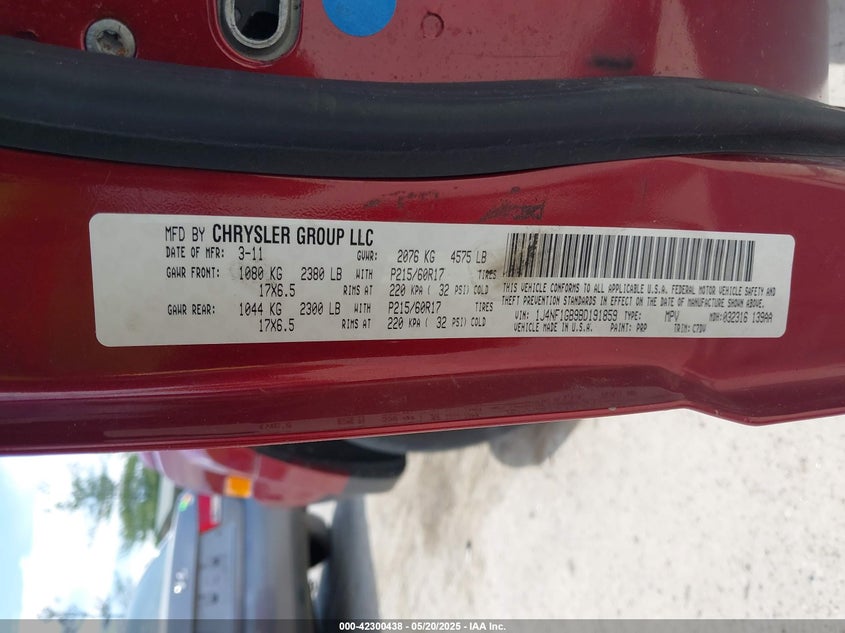 MFD BY CHRYSLER GROUP LLC
DATE OF MFR: 3-11 GVWR: 2076 KG 4575 LB
GAWR FRONT: 1080 KG 2380 LB WITH P215/60R17 TIRES
17X6.5 RIMS AT 220 KPA ( 32 PSI) COLD
GAWR REAR: 1044 KG 2300 LB WITH P215/60R17 TIRES
17X6.5 RIMS AT 220 KPA ( 32 PSI) COLD
THIS VEHICLE CONFORMS TO ALL APPLICABLE U.S.A. FEDERAL MOTOR VEHICLE SAFETY AND
THEFT PREVENTION STANDARDS IN EFFECT ON THE DATE OF MANUFACTURE SHOWN ABOVE.
VIN: 1J4NF1GB9BD191859 TYPE: MPV MDH: 032316 139AA
VEHICLE MADE IN U.S.A. PAINT: PRP TRIM: C7DV
000-42300438 - 05/20/2025 - IAA Inc.